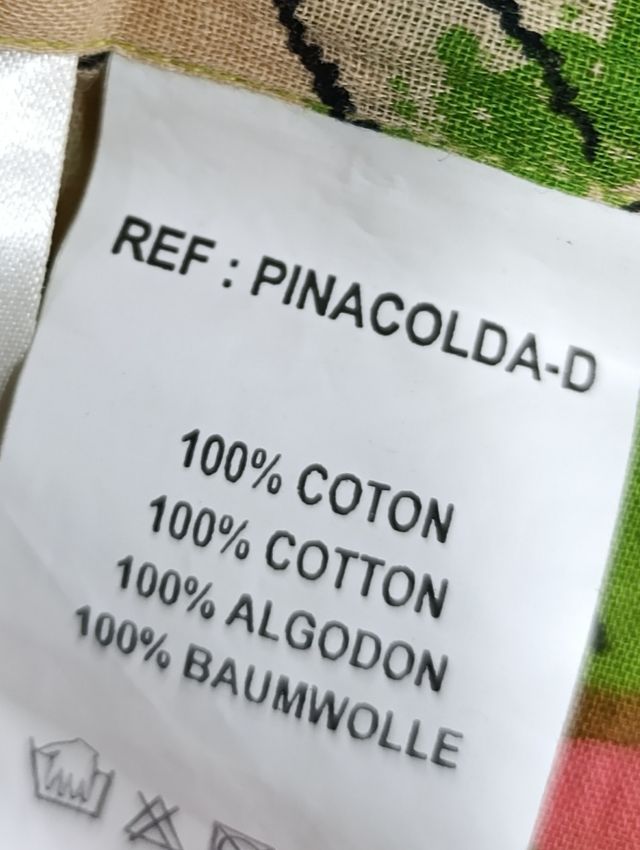 REF : PINACOLDA-D
100% COTON
100% COTTON
100% ALGODON
100% BAUMWOLLE